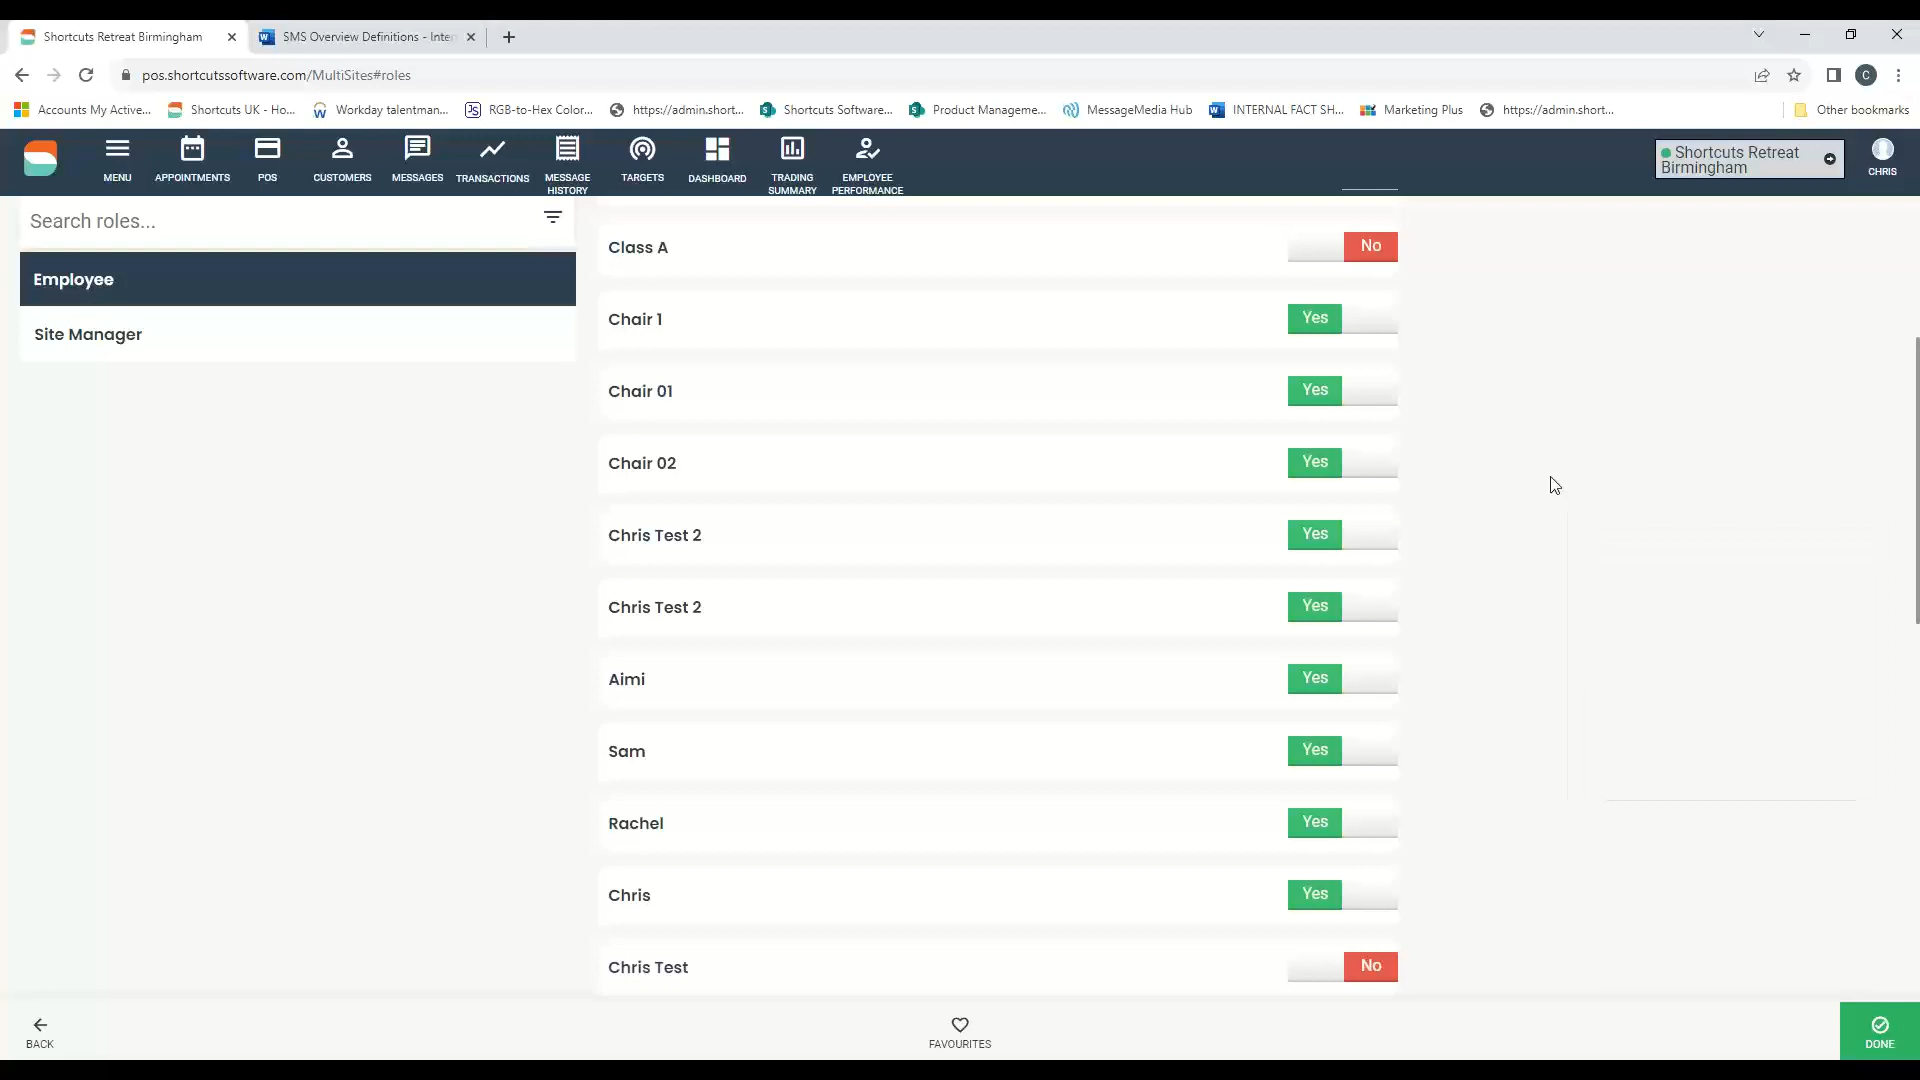 Shortcuts Retreat Birmingham
SMS Overview Definitions - Inter
pos.shortcutssoftware.com/MultiSites#roles
C
Accounts My Active...
Shortcuts UK - Ho...
Workday talentman...
RGB-to-Hex Color...
https://admin.short...
Shortcuts Software...
Product Manageme...
MessageMedia Hub
INTERNAL FACT SH...
Marketing Plus
https://admin.short...
Other bookmarks
MENU
APPOINTMENTS
POS
CUSTOMERS
MESSAGES
TRANSACTIONS
MESSAGE
HISTORY
TARGETS
DASHBOARD
TRADING
SUMMARY
EMPLOYEE
PERFORMANCE
Shortcuts Retreat
Birmingham
CHRIS
Search roles...
Employee
Site Manager
Class A No
Chair 1 Yes
Chair 01 Yes
Chair 02 Yes
Chris Test 2 Yes
Chris Test 2 Yes
Aimi Yes
Sam Yes
Rachel Yes
Chris Yes
Chris Test No
BACK
FAVOURITES
DONE